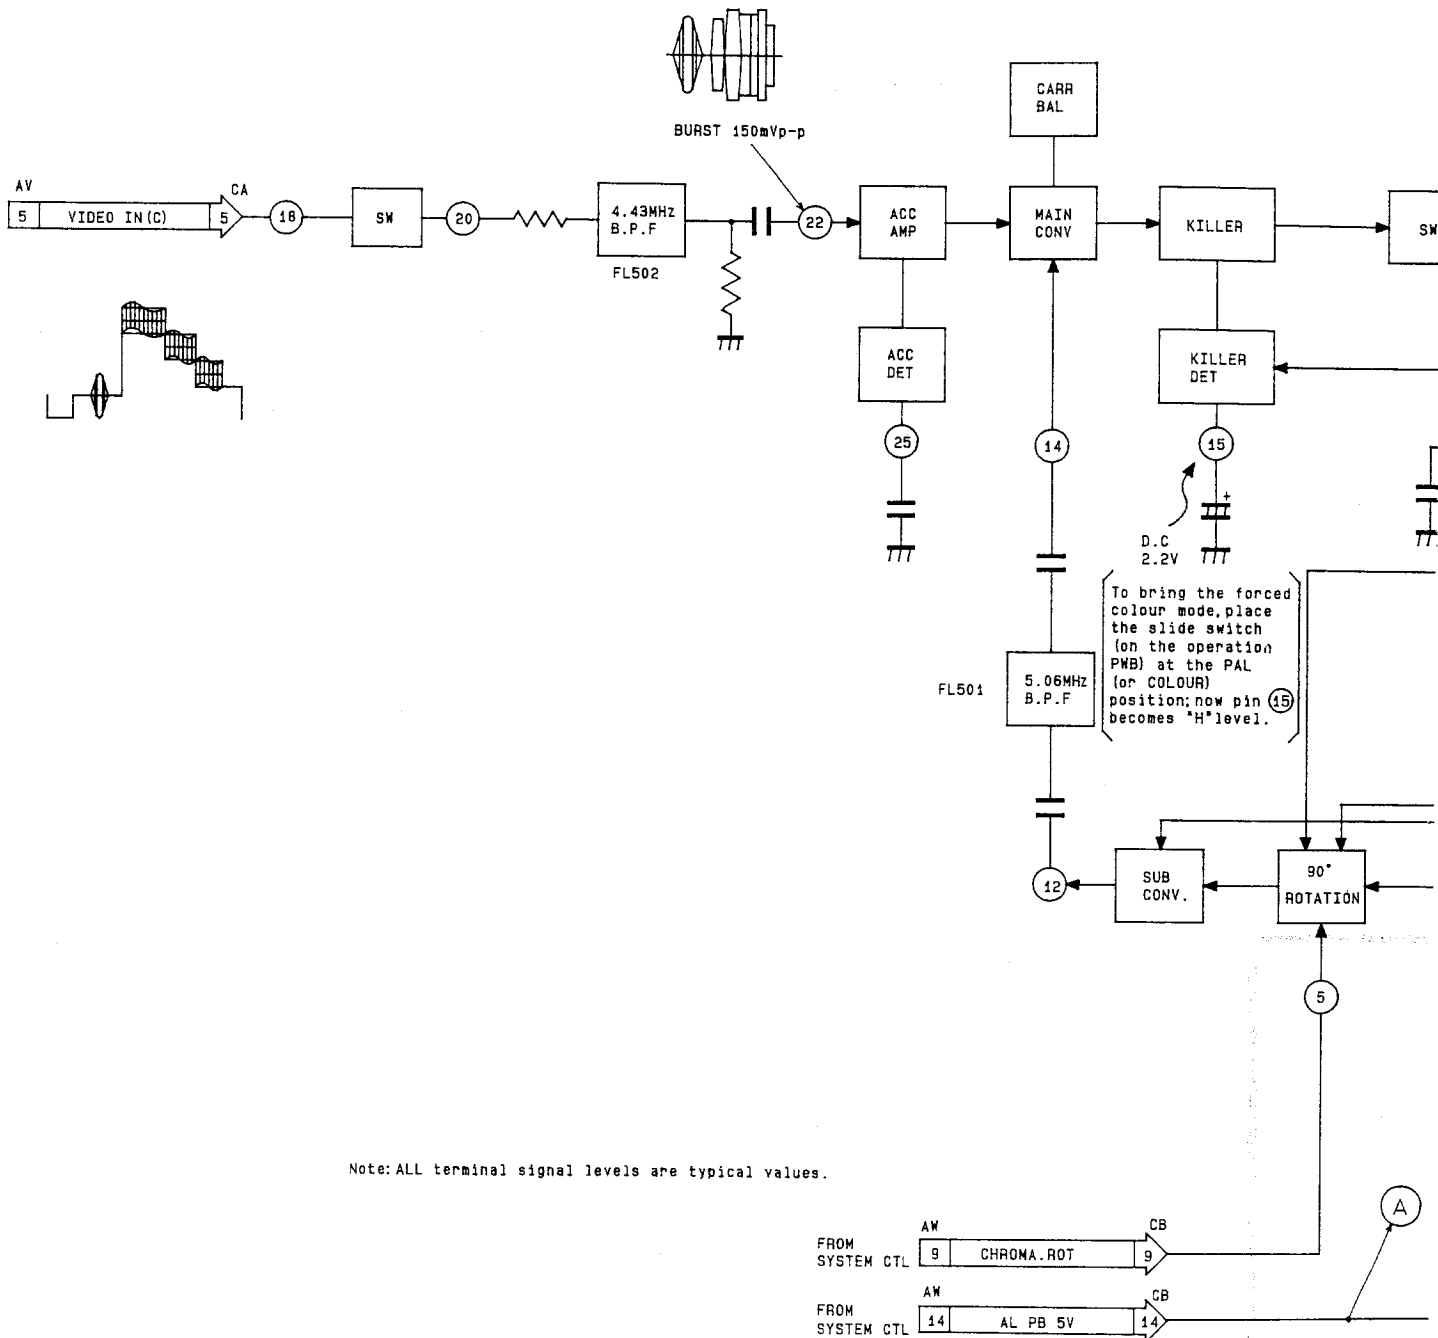 BURST 150mVp-p
CARR
BAL
AV
5 VIDEO IN(C) 5
CA
18
SW
20
4.43MHz
B.P.F
FL502
22
ACC
AMP
MAIN
CONV
KILLER
SW
ACC
DET
KILLER
DET
25
14
15
+
D.C
2.2V
To bring the forced
colour mode,place
the slide switch
(on the operation
PWB) at the PAL
(or COLOUR)
position;now pin 15
becomes "H"level.
FL501
5.06MHz
B.P.F
12
SUB
CONV.
90°
ROTATION
5
Note: ALL terminal signal levels are typical values.
A
FROM
SYSTEM CTL
AW
9 CHROMA.ROT 9
CB
FROM
SYSTEM CTL
AW
14 AL PB 5V 14
CB